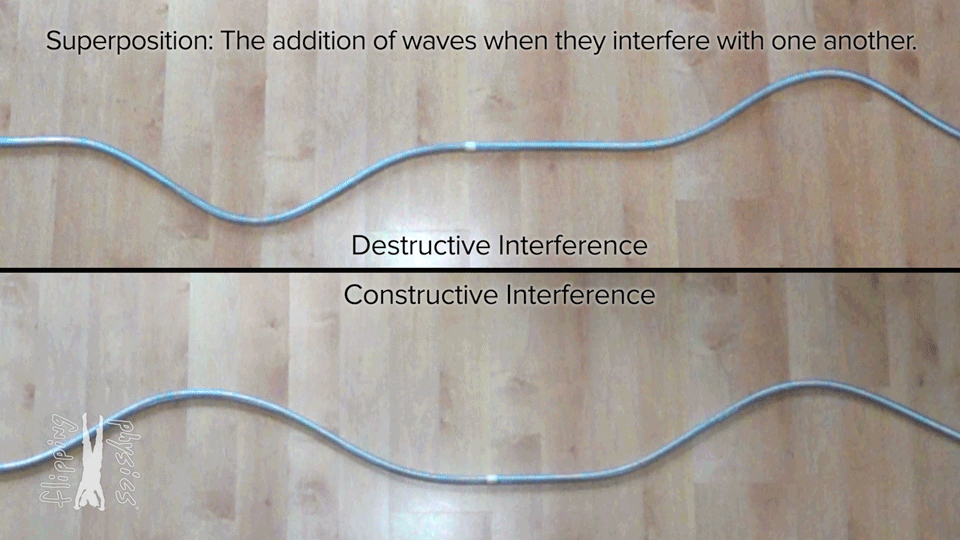 Superposition: The addition of waves when they interfere with one another.
Destructive Interference
Constructive Interference
flipping
physics